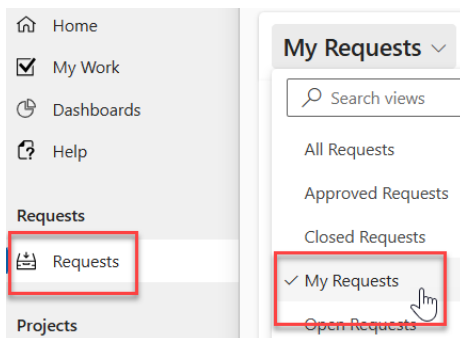 Home
My Work
Dashboards
Help
Requests
Requests
Projects
My Requests
Search views
All Requests
Approved Requests
Closed Requests
My Requests
Open Requests